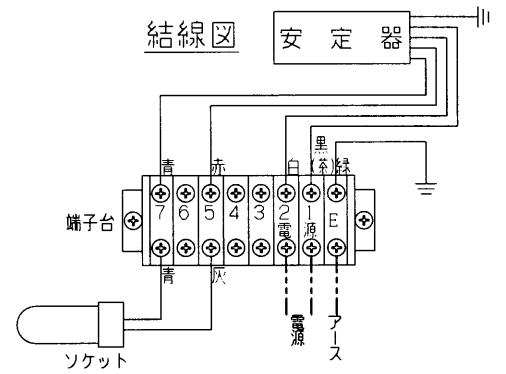 結線図
安定器
黒
青 赤 白 (茶) 緑
端子台
7 6 5 4 3 2 1 E
電 源
青 灰
電源
アース
ソケット